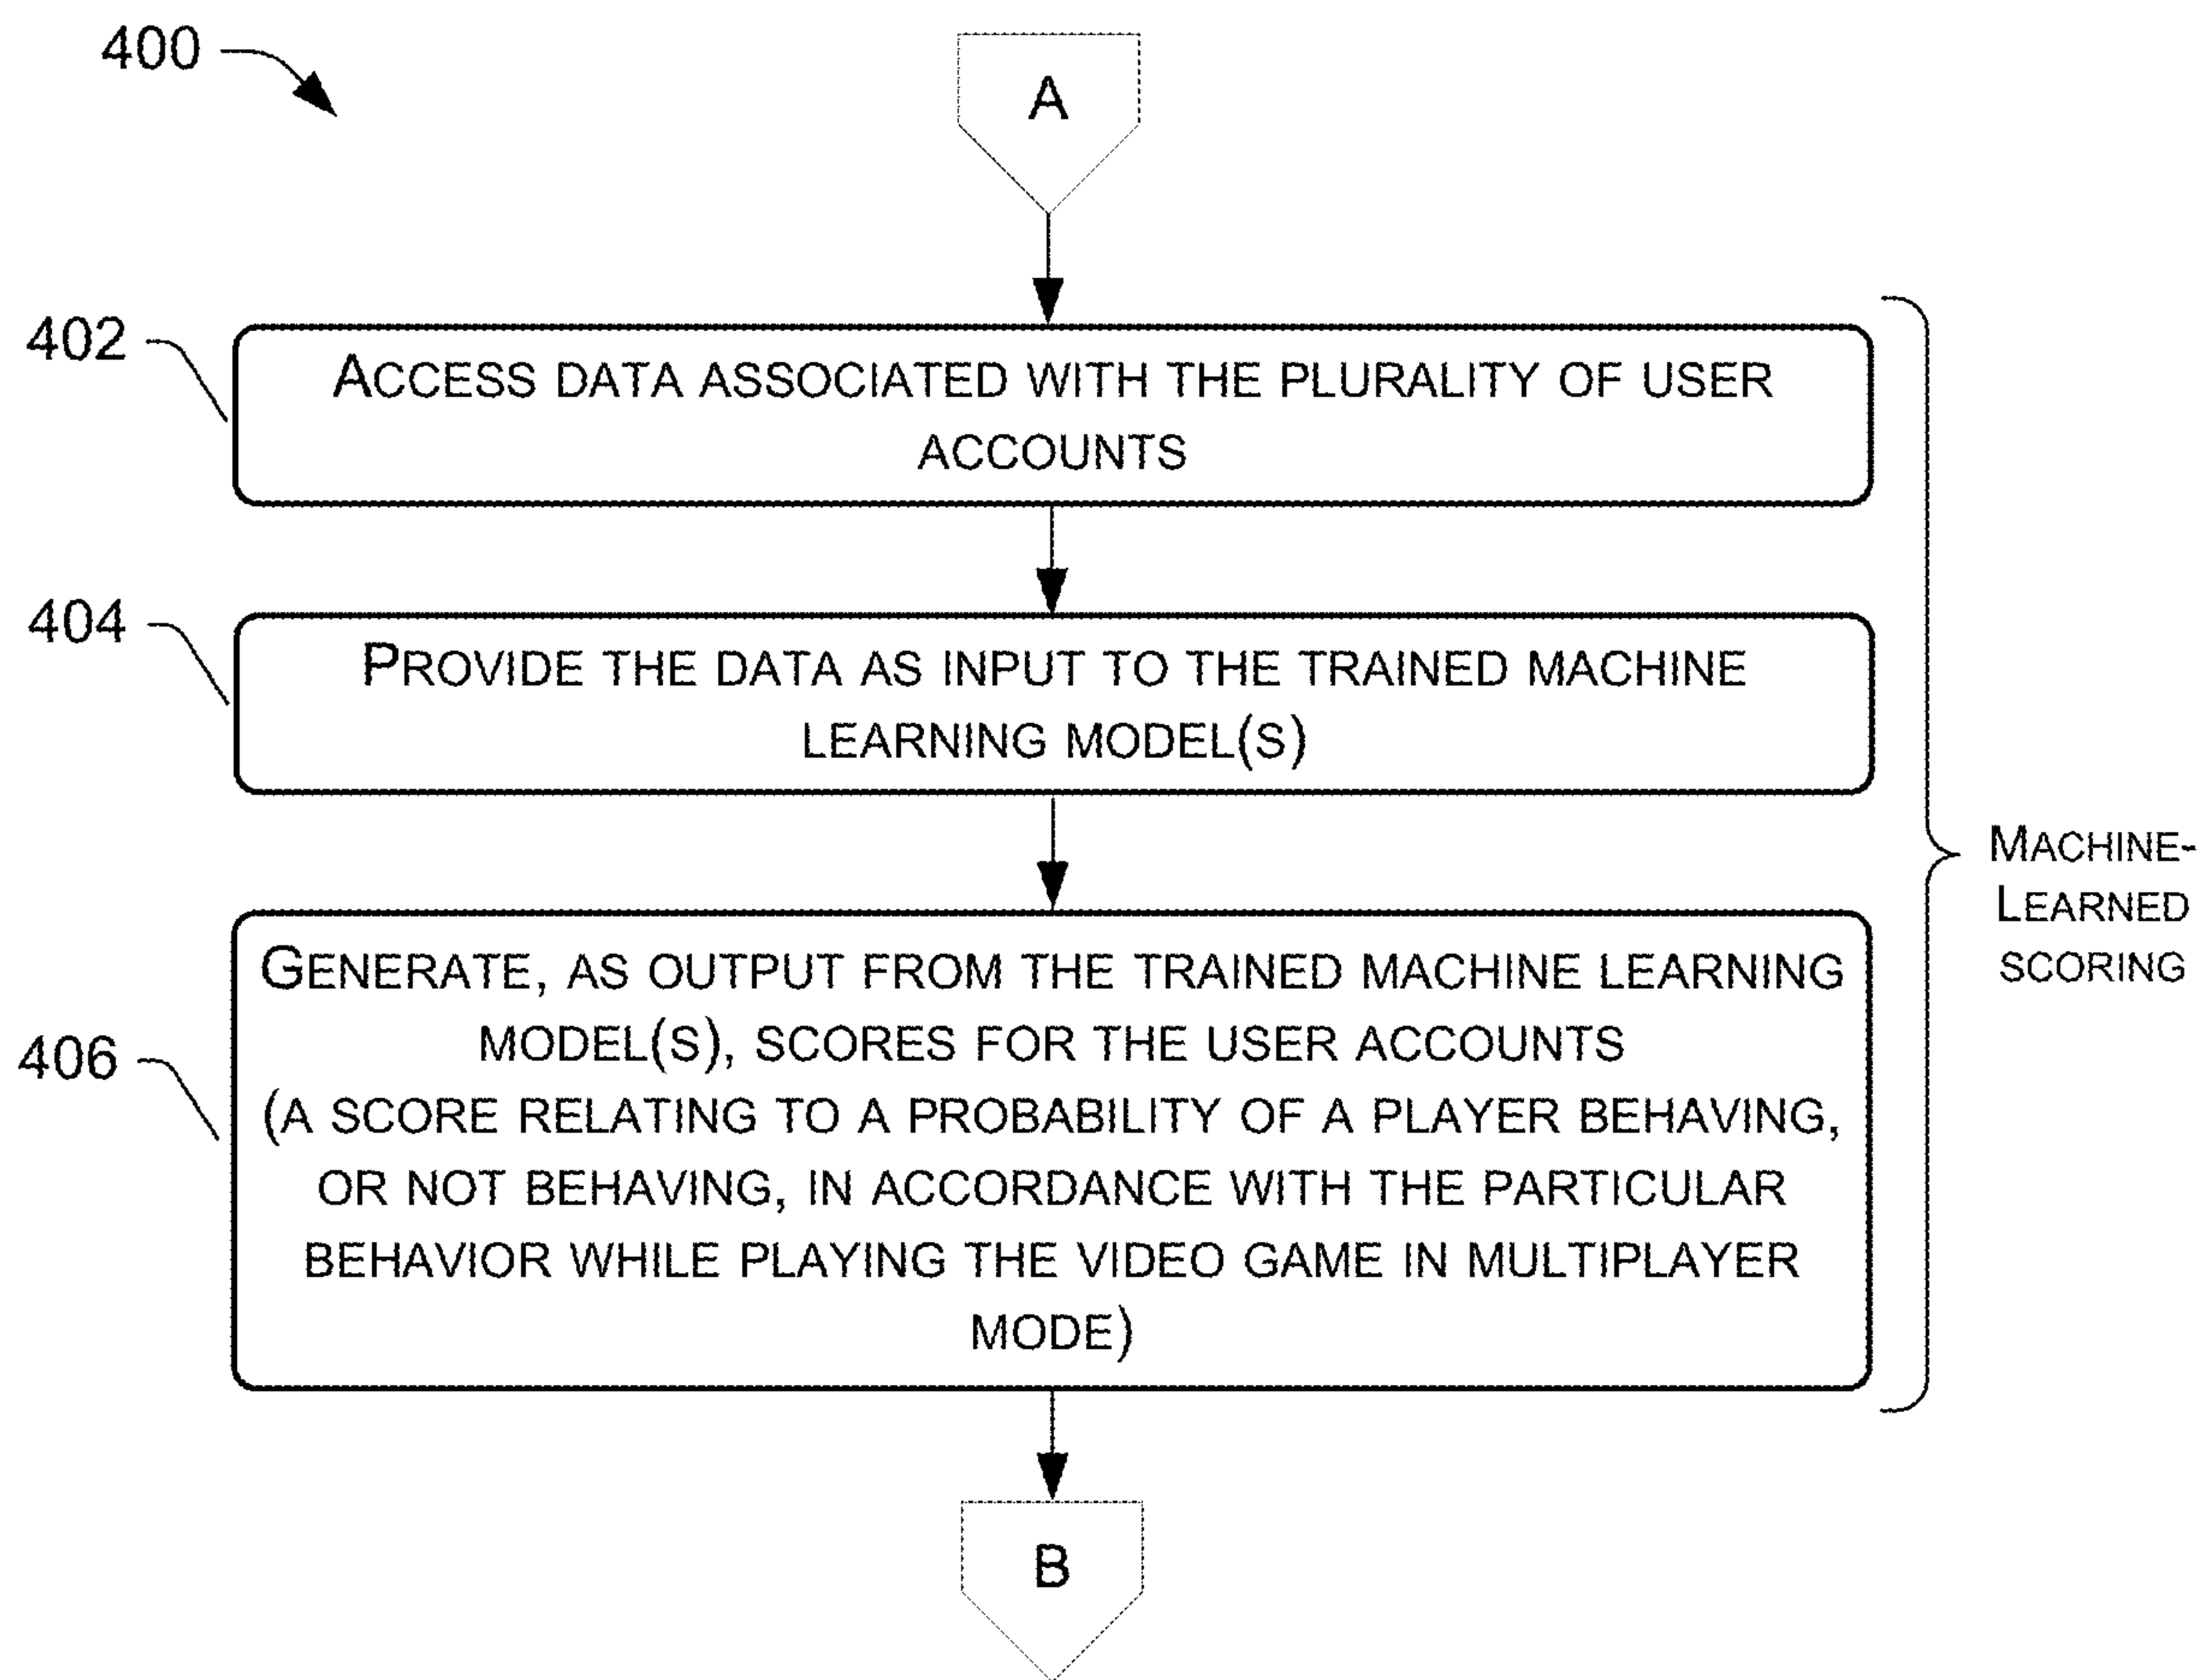 400
A
402
ACCESS DATA ASSOCIATED WITH THE PLURALITY OF USER
ACCOUNTS
404
PROVIDE THE DATA AS INPUT TO THE TRAINED MACHINE
LEARNING MODEL(S)
406
GENERATE, AS OUTPUT FROM THE TRAINED MACHINE LEARNING
MODEL(S), SCORES FOR THE USER ACCOUNTS
(A SCORE RELATING TO A PROBABILITY OF A PLAYER BEHAVING,
OR NOT BEHAVING, IN ACCORDANCE WITH THE PARTICULAR
BEHAVIOR WHILE PLAYING THE VIDEO GAME IN MULTIPLAYER
MODE)
MACHINE-
LEARNED
SCORING
B